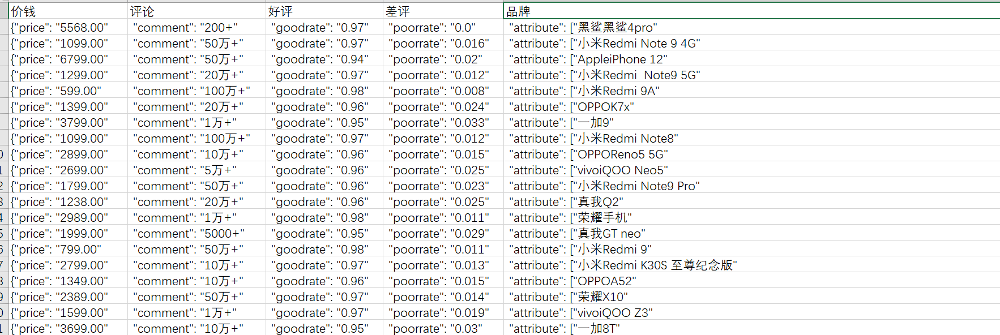 价钱 评论 好评 差评 品牌
{"price": "5568.00" "comment": "200+" "goodrate": "0.97" "poorrate": "0.0" "attribute": ["黑鲨黑鲨4pro"
{"price": "1099.00" "comment": "50万+" "goodrate": "0.97" "poorrate": "0.016" "attribute": ["小米Redmi Note 9 4G"
{"price": "6799.00" "comment": "50万+" "goodrate": "0.94" "poorrate": "0.02" "attribute": ["AppleiPhone 12"
{"price": "1299.00" "comment": "20万+" "goodrate": "0.97" "poorrate": "0.012" "attribute": ["小米Redmi  Note9 5G"
{"price": "599.00" "comment": "100万+" "goodrate": "0.98" "poorrate": "0.008" "attribute": ["小米Redmi 9A"
{"price": "1399.00" "comment": "20万+" "goodrate": "0.96" "poorrate": "0.024" "attribute": ["OPPOK7x"
{"price": "3799.00" "comment": "1万+" "goodrate": "0.95" "poorrate": "0.033" "attribute": ["一加9"
{"price": "1099.00" "comment": "100万+" "goodrate": "0.97" "poorrate": "0.012" "attribute": ["小米Redmi Note8"
0 {"price": "2899.00" "comment": "10万+" "goodrate": "0.96" "poorrate": "0.015" "attribute": ["OPPOReno5 5G"
1 {"price": "2699.00" "comment": "5万+" "goodrate": "0.96" "poorrate": "0.025" "attribute": ["vivoiQOO Neo5"
2 {"price": "1799.00" "comment": "50万+" "goodrate": "0.96" "poorrate": "0.023" "attribute": ["小米Redmi Note9 Pro"
3 {"price": "1238.00" "comment": "20万+" "goodrate": "0.96" "poorrate": "0.025" "attribute": ["真我Q2"
4 {"price": "2989.00" "comment": "1万+" "goodrate": "0.98" "poorrate": "0.011" "attribute": ["荣耀手机"
5 {"price": "1999.00" "comment": "5000+" "goodrate": "0.95" "poorrate": "0.029" "attribute": ["真我GT neo"
6 {"price": "799.00" "comment": "50万+" "goodrate": "0.98" "poorrate": "0.011" "attribute": ["小米Redmi 9"
7 {"price": "2799.00" "comment": "10万+" "goodrate": "0.97" "poorrate": "0.013" "attribute": ["小米Redmi K30S 至尊纪念版"
8 {"price": "1349.00" "comment": "10万+" "goodrate": "0.96" "poorrate": "0.015" "attribute": ["OPPOA52"
9 {"price": "2389.00" "comment": "50万+" "goodrate": "0.97" "poorrate": "0.014" "attribute": ["荣耀X10"
0 {"price": "1599.00" "comment": "1万+" "goodrate": "0.97" "poorrate": "0.019" "attribute": ["vivoiQOO Z3"
1 {"price": "3699.00" "comment": "10万+" "goodrate": "0.95" "poorrate": "0.03" "attribute": ["一加8T"